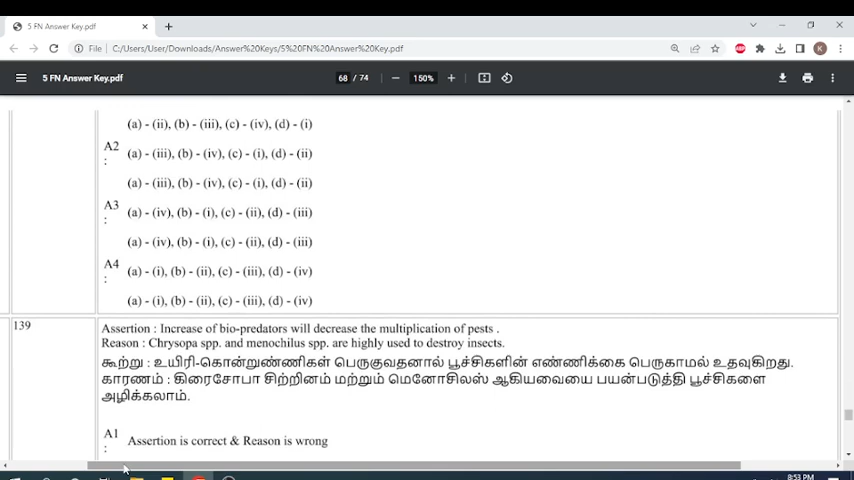 5 FN Answer Key.pdf
File C:/Users/User/Downloads/Answer%20Keys/5%20FN%20Answer%20Key.pdf
ABP
K
5 FN Answer Key.pdf
68 / 74
150%
(a) - (ii), (b) - (iii), (c) - (iv), (d) - (i)
A2 :
(a) - (iii), (b) - (iv), (c) - (i), (d) - (ii)
(a) - (iii), (b) - (iv), (c) - (i), (d) - (ii)
A3 :
(a) - (iv), (b) - (i), (c) - (ii), (d) - (iii)
(a) - (iv), (b) - (i), (c) - (ii), (d) - (iii)
A4 :
(a) - (i), (b) - (ii), (c) - (iii), (d) - (iv)
(a) - (i), (b) - (ii), (c) - (iii), (d) - (iv)
139
Assertion : Increase of bio-predators will decrease the multiplication of pests .
Reason : Chrysopa spp. and menochilus spp. are highly used to destroy insects.
கூற்று : உயிரி-கொன்றுண்ணிகள் பெருகுவதனால் பூச்சிகளின் எண்ணிக்கை பெருகாமல் உதவுகிறது.
காரணம் : கிரைசோபா சிற்றினம் மற்றும் மெனோசிலஸ் ஆகியவையை பயன்படுத்தி பூச்சிகளை
அழிக்கலாம்.
A1 :
Assertion is correct & Reason is wrong
8:53 PM